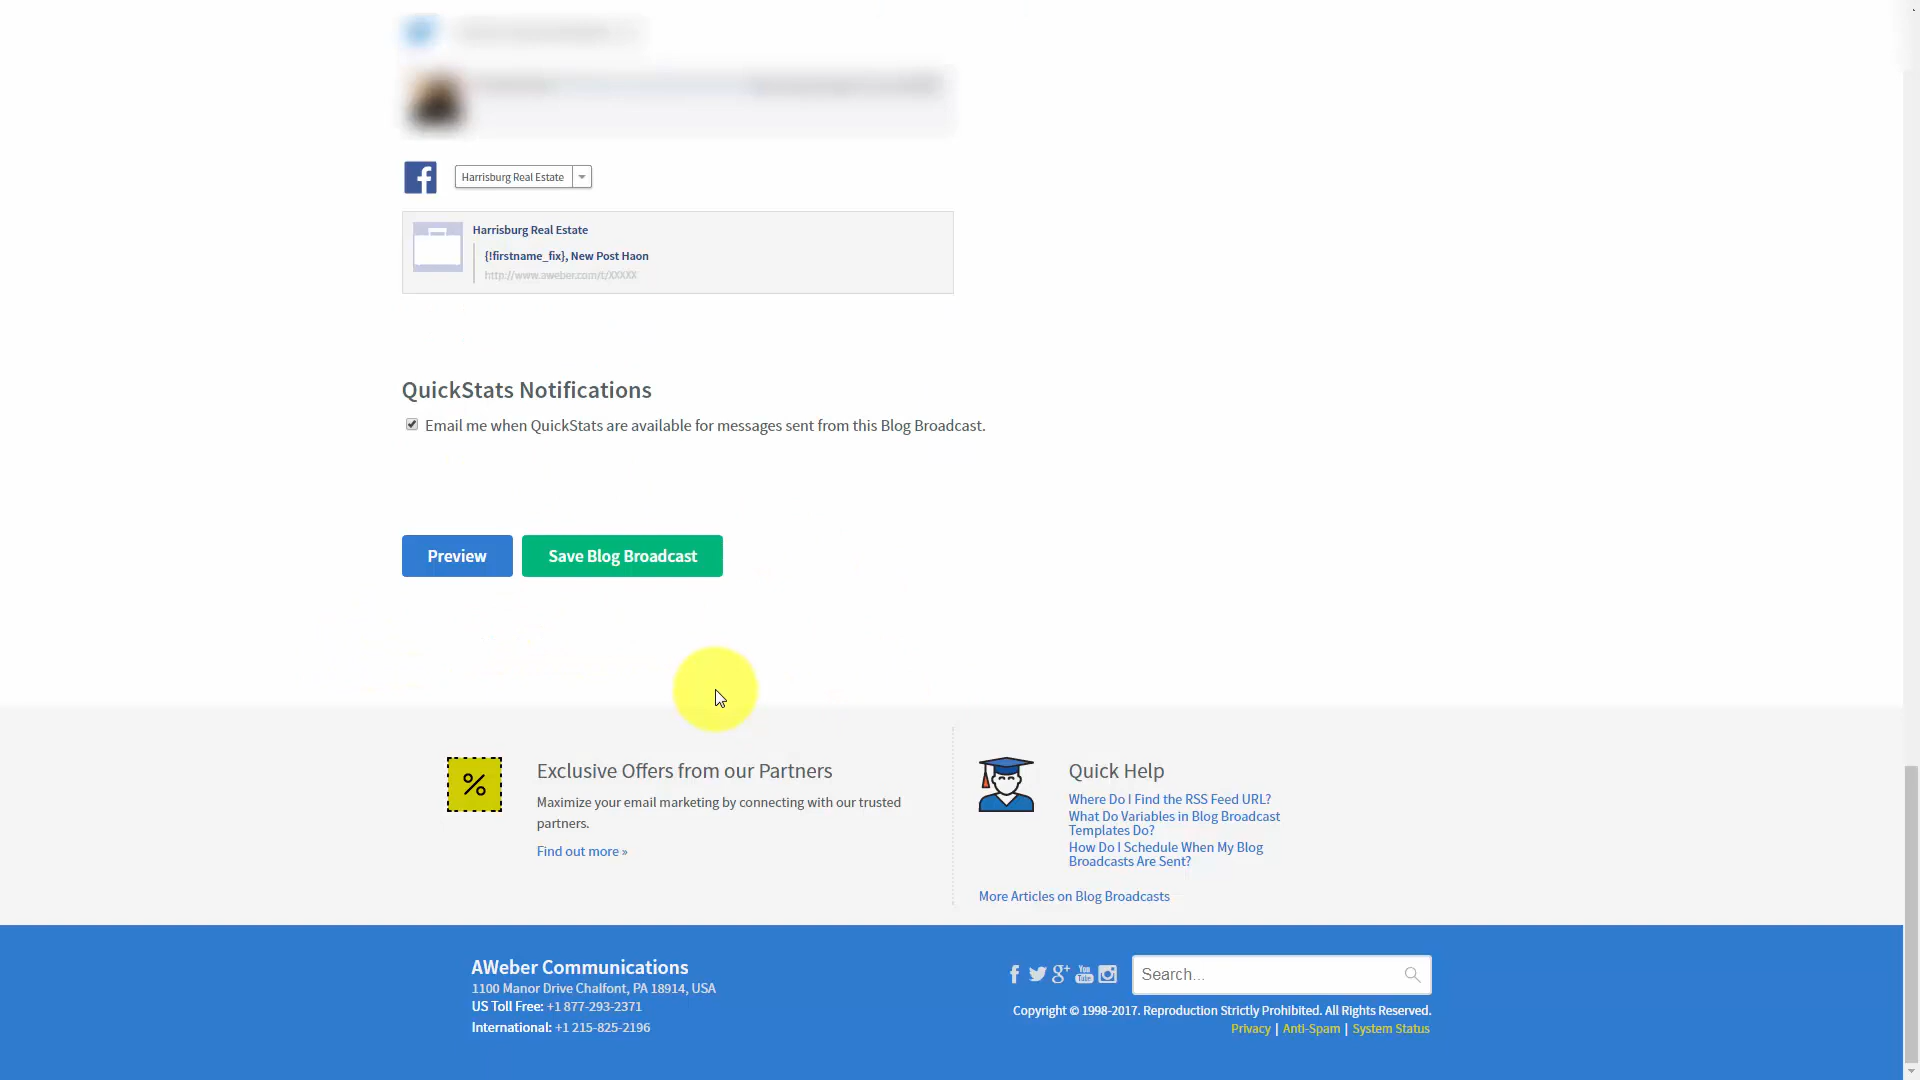 Harrisburg Real Estate
Harrisburg Real Estate
{!firstname_fix}, New Post Haon
http://www.aweber.com/t/XXXXX
QuickStats Notifications
Email me when QuickStats are available for messages sent from this Blog Broadcast.
Preview
Save Blog Broadcast
Exclusive Offers from our Partners
Maximize your email marketing by connecting with our trusted
partners.
Find out more »
Quick Help
Where Do I Find the RSS Feed URL?
What Do Variables in Blog Broadcast
Templates Do?
How Do I Schedule When My Blog
Broadcasts Are Sent?
More Articles on Blog Broadcasts
AWeber Communications
1100 Manor Drive Chalfont, PA 18914, USA
US Toll Free: +1 877-293-2371
International: +1 215-825-2196
Search...
Copyright © 1998-2017. Reproduction Strictly Prohibited. All Rights Reserved.
Privacy | Anti-Spam | System Status